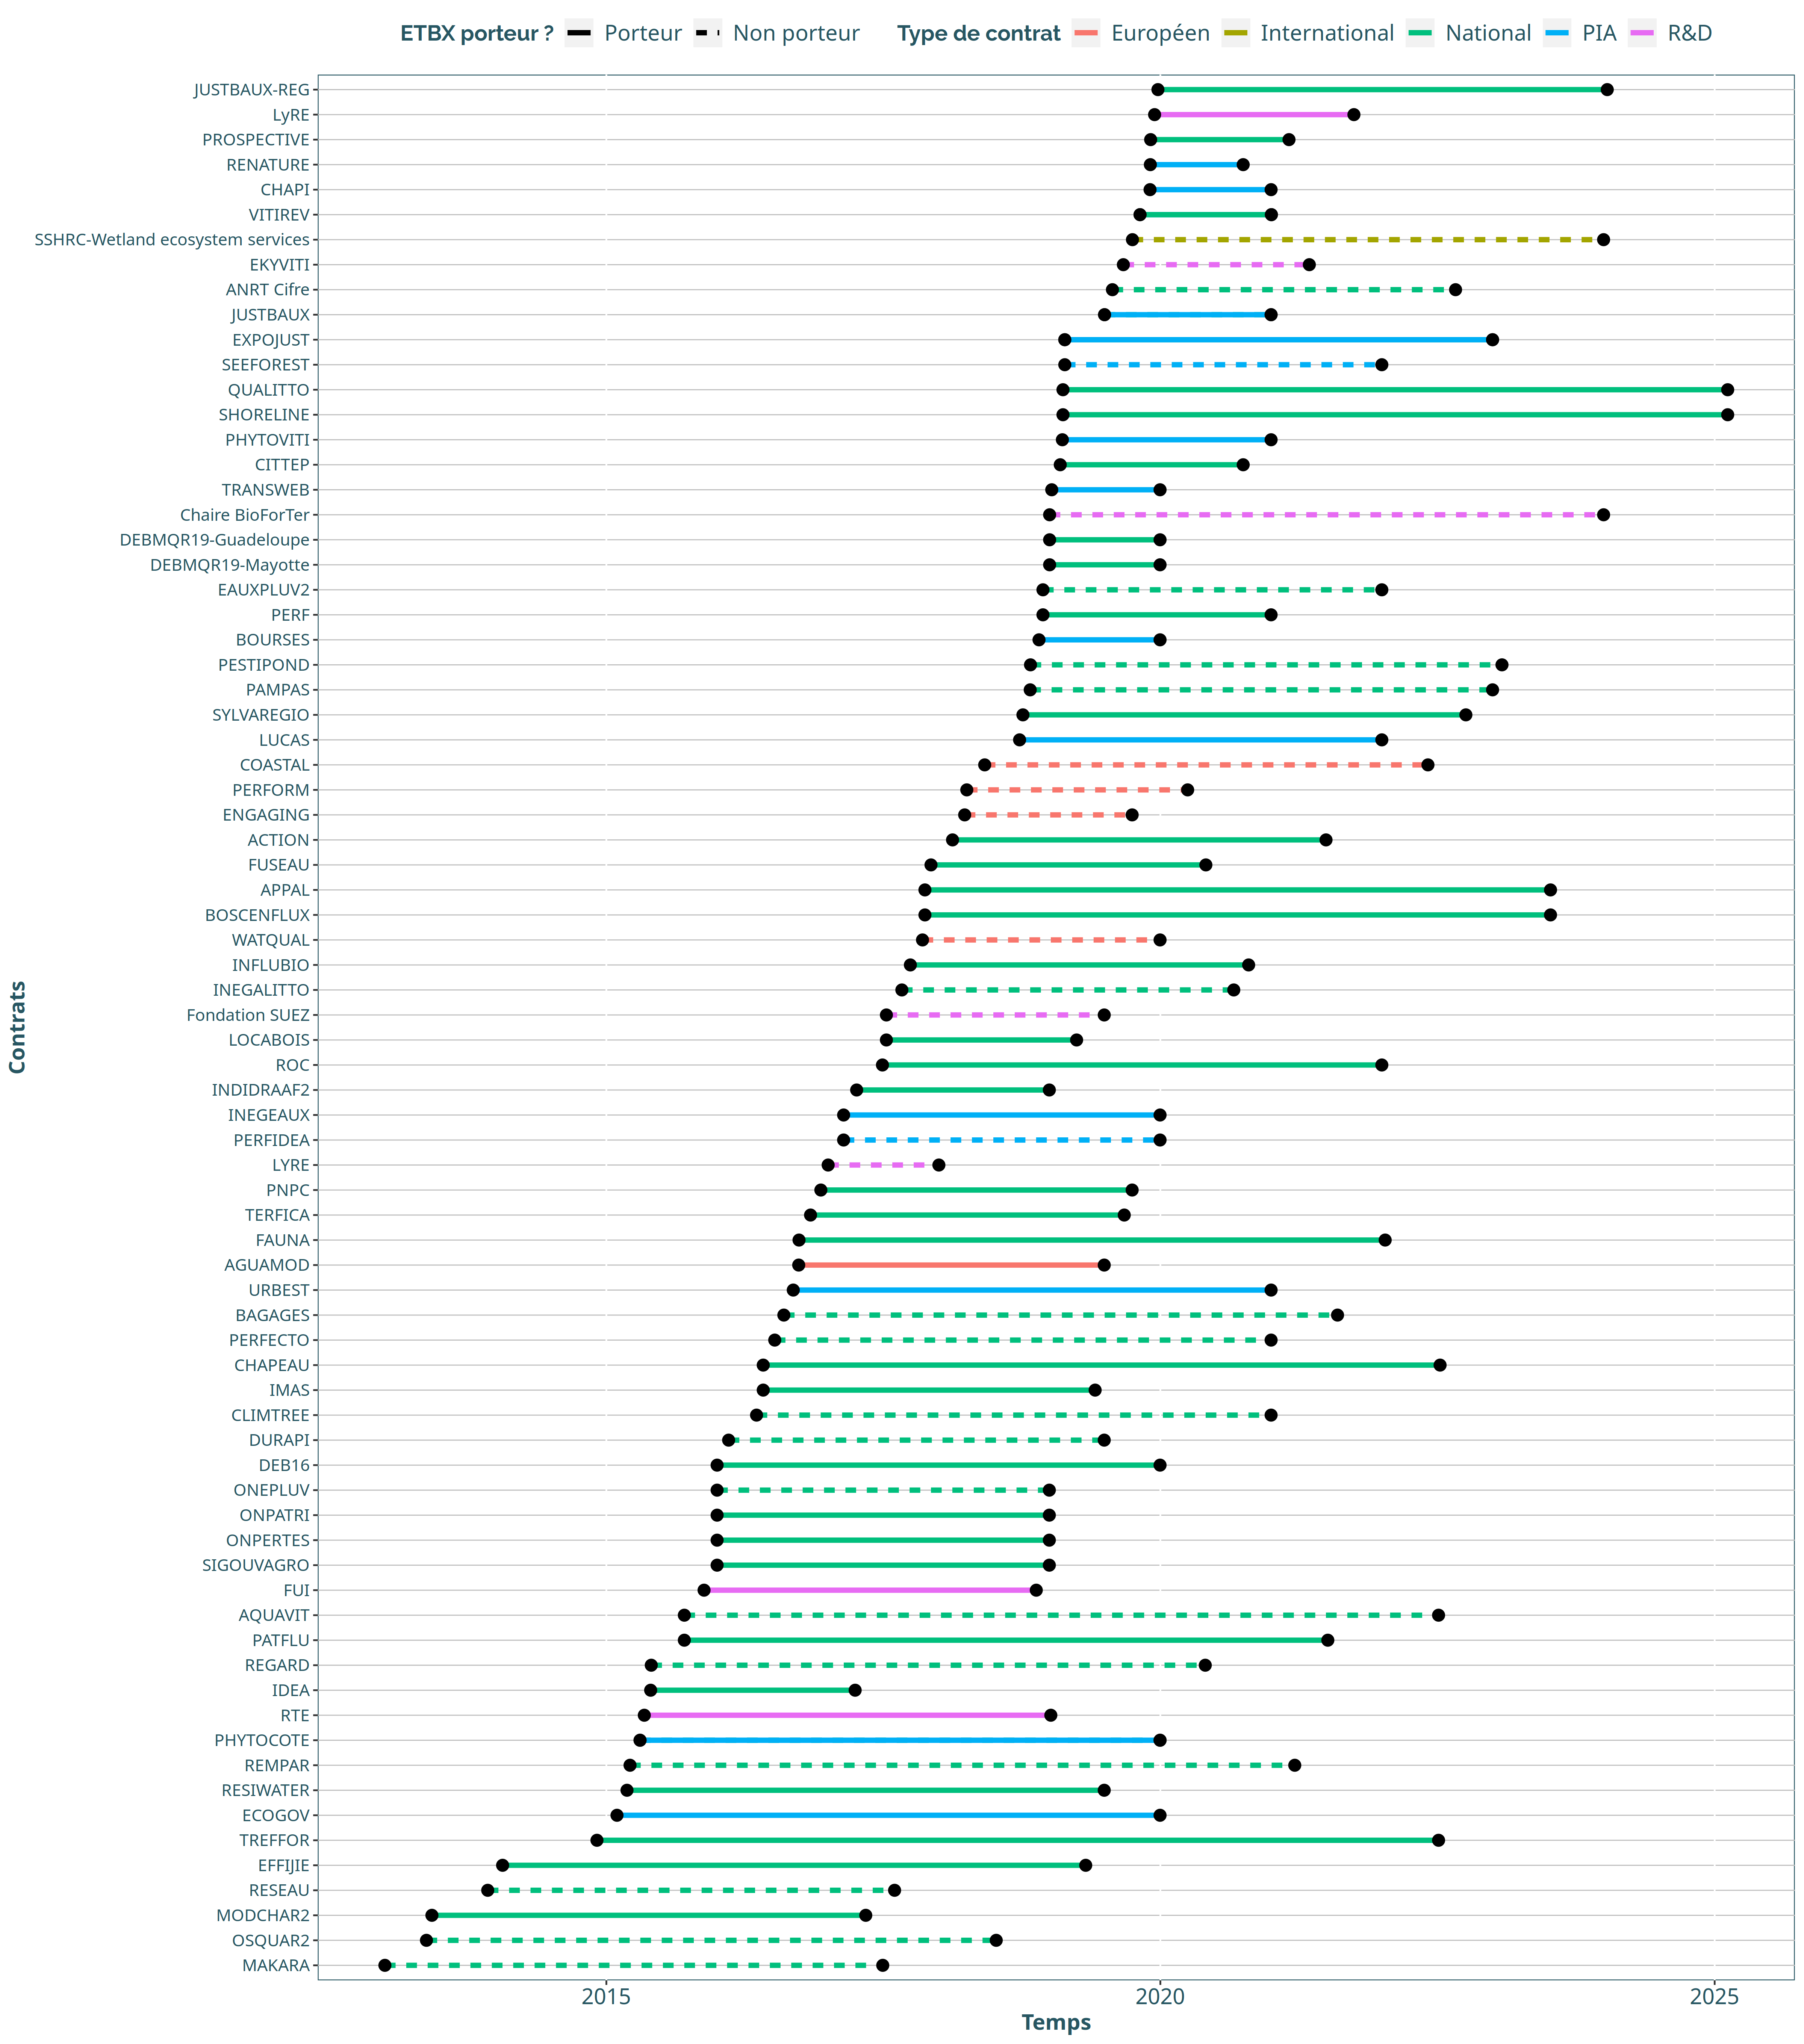 ETBX porteur ? Porteur Non porteur Type de contrat Européen International National PIA R&D
JUSTBAUX-REG
LyRE
PROSPECTIVE
RENATURE
CHAPI
VITIREV
SSHRC-Wetland ecosystem services
EKYVITI
ANRT Cifre
JUSTBAUX
EXPOJUST
SEEFOREST
QUALITTO
SHORELINE
PHYTOVITI
CITTEP
TRANSWEB
Chaire BioForTer
DEBMQR19-Guadeloupe
DEBMQR19-Mayotte
EAUXPLUV2
PERF
BOURSES
PESTIPOND
PAMPAS
SYLVAREGIO
LUCAS
COASTAL
PERFORM
ENGAGING
ACTION
FUSEAU
APPAL
BOSCENFLUX
WATQUAL
INFLUBIO
INEGALITTO
Fondation SUEZ
LOCABOIS
ROC
INDIDRAAF2
INEGEAUX
PERFIDEA
LYRE
PNPC
TERFICA
FAUNA
AGUAMOD
URBEST
BAGAGES
PERFECTO
CHAPEAU
IMAS
CLIMTREE
DURAPI
DEB16
ONEPLUV
ONPATRI
ONPERTES
SIGOUVAGRO
FUI
AQUAVIT
PATFLU
REGARD
IDEA
RTE
PHYTOCOTE
REMPAR
RESIWATER
ECOGOV
TREFFOR
EFFIJIE
RESEAU
MODCHAR2
OSQUAR2
MAKARA
Contrats
2015 2020 2025
Temps